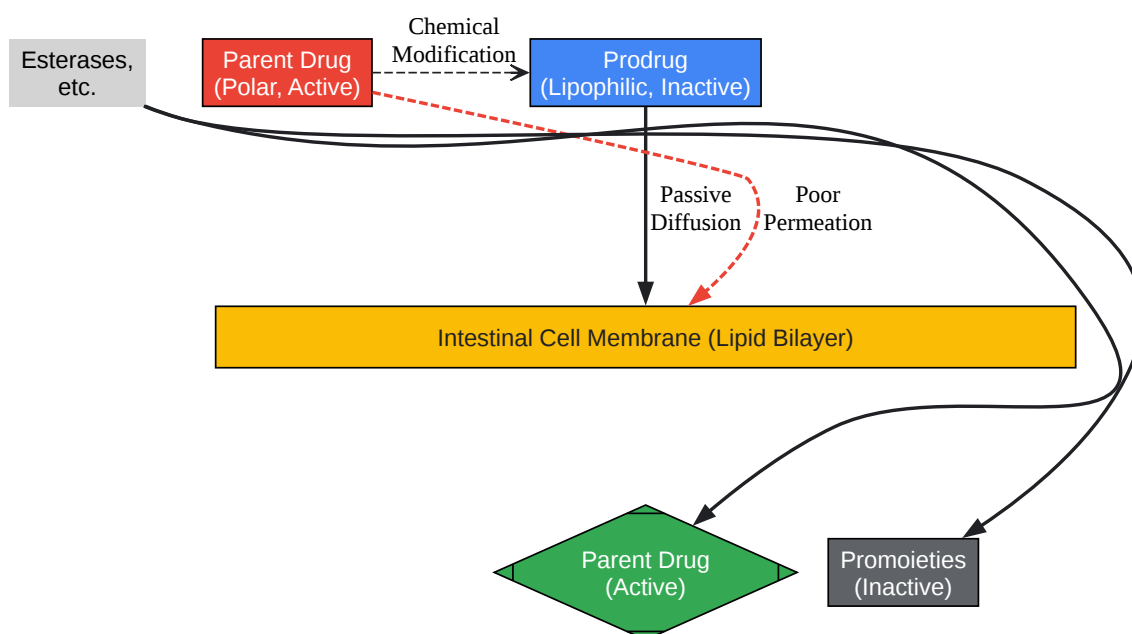 Chemical
Modification
Esterases,
etc.
Parent Drug
(Polar, Active)
Prodrug
(Lipophilic, Inactive)
Passive
Diffusion
Poor
Permeation
Intestinal Cell Membrane (Lipid Bilayer)
Parent Drug
(Active)
Promoieties
(Inactive)